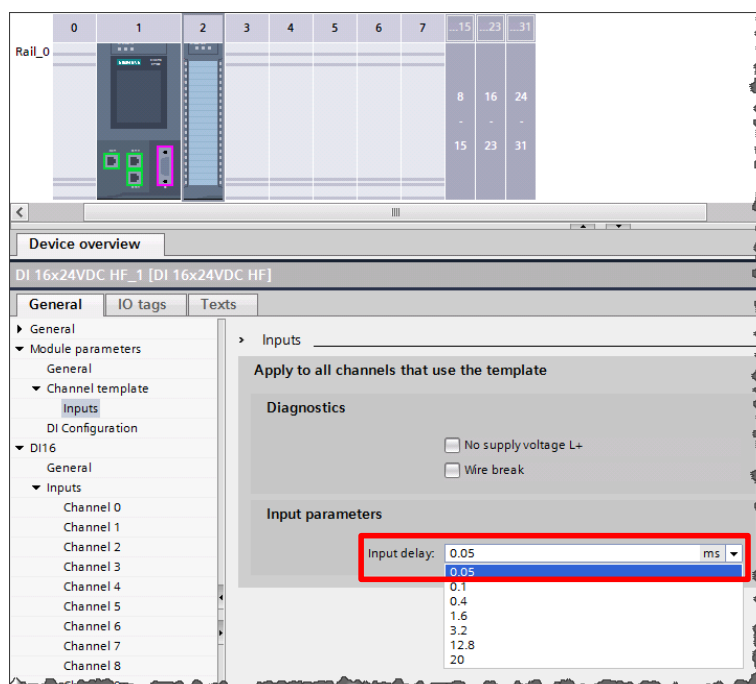 0 1 2 3 4 5 6 7 ...15 ...23 ...31
Rail_0
SIEMENS
8 16 24
- - -
15 23 31
Device overview
DI 16x24VDC HF_1 [DI 16x24VDC HF]
General IO tags Texts
General
Module parameters
General
Channel template
Inputs
DI Configuration
DI16
General
Inputs
Channel 0
Channel 1
Channel 2
Channel 3
Channel 4
Channel 5
Channel 6
Channel 7
Channel 8
Inputs
Apply to all channels that use the template
Diagnostics
No supply voltage L+
Wire break
Input parameters
Input delay: 0.05 ms
0.05
0.1
0.4
1.6
3.2
12.8
20